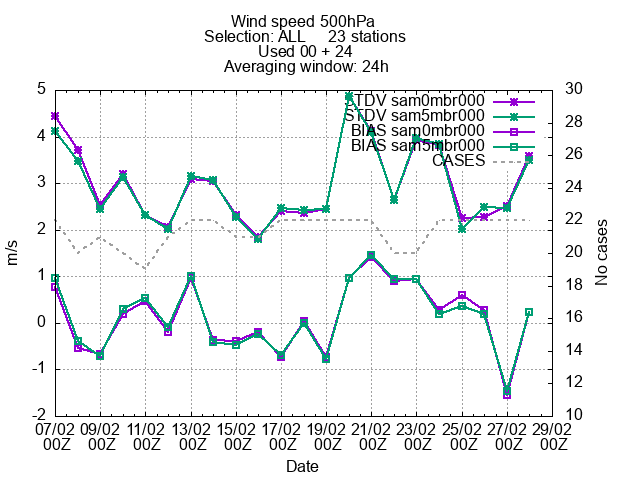 Wind speed 500hPa
Selection: ALL     23 stations
Used 00 + 24
Averaging window: 24h
STDV sam0mbr000
STDV sam5mbr000
BIAS sam0mbr000
BIAS sam5mbr000
CASES
5
4
3
2
1
0
-1
-2
m/s
30
28
26
24
22
20
18
16
14
12
10
No cases
07/02 09/02 11/02 13/02 15/02 17/02 19/02 21/02 23/02 25/02 27/02 29/02
00Z 00Z 00Z 00Z 00Z 00Z 00Z 00Z 00Z 00Z 00Z 00Z
Date